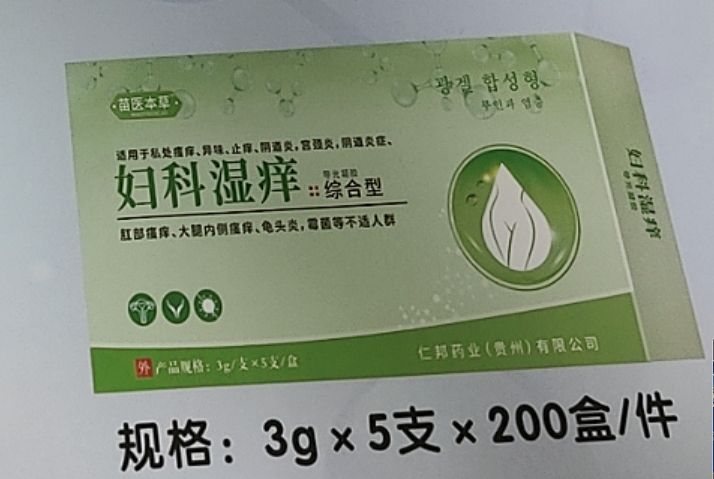 苗医本草
광겔 합성형
부인과 염증
适用于私处瘙痒、异味、止痒、阴道炎，宫颈炎，阴道炎症、
妇科湿痒
导光凝胶
综合型
肛部瘙痒、大腿内侧瘙痒、龟头炎，霉菌等不适人群
外 产品规格：3g/支×5支/盒
仁邦药业（贵州）有限公司
妇科湿痒
规格：3g×5支×200盒/件